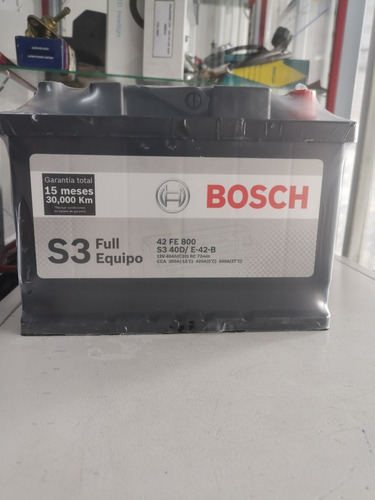 Garantía total
15 meses
30,000 Km
BOSCH
S3 Full
Equipo
42 FE 800
S3 40D/ E-42-B